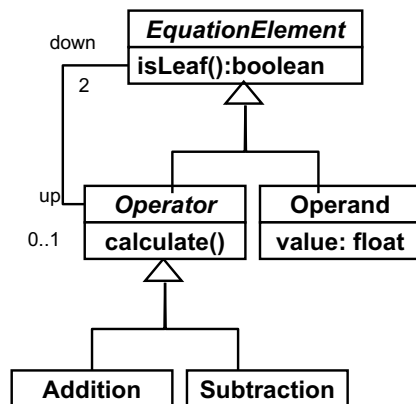 EquationElement
down
isLeaf():boolean
2
up
Operator
Operand
0..1
calculate()
value: float
Addition
Subtraction